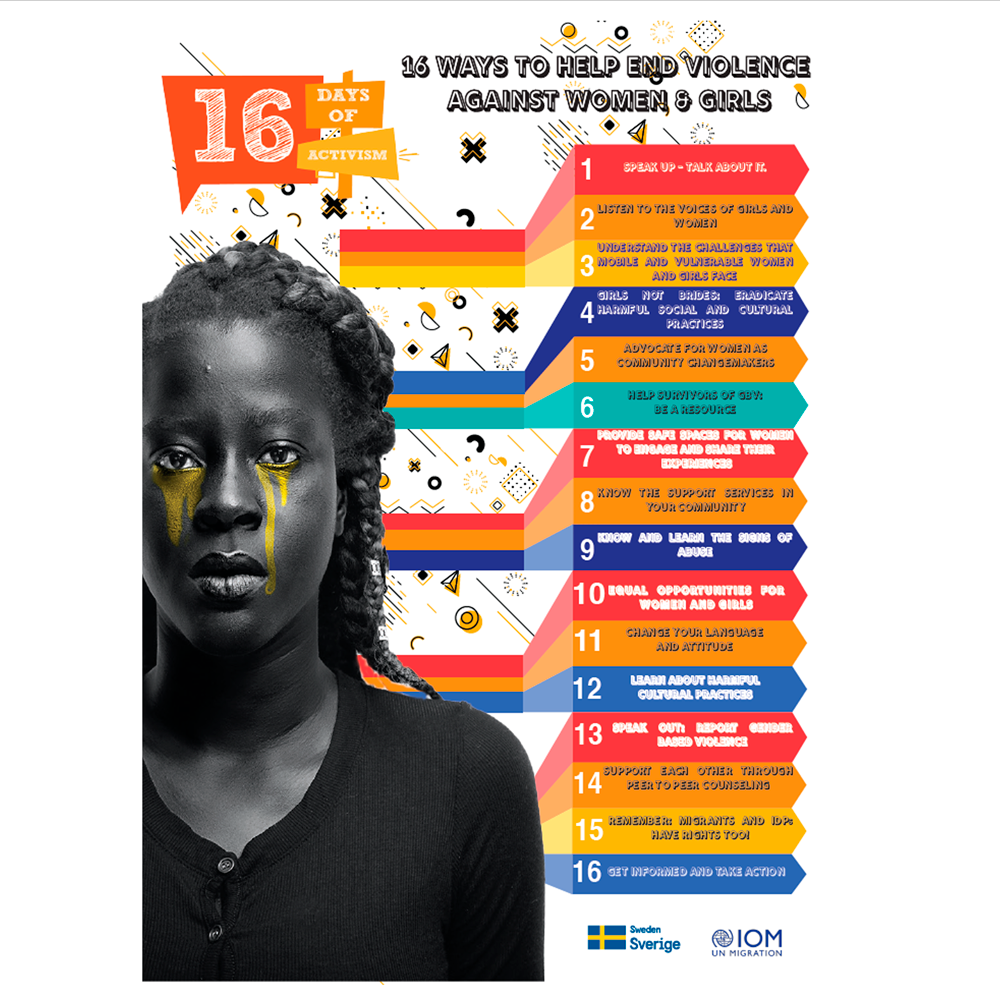 16 WAYS TO HELP END VIOLENCE
AGAINST WOMEN & GIRLS
16
DAYS
OF
ACTIVISM
1
SPEAK UP - TALK ABOUT IT.
2
LISTEN TO THE VOICES OF GIRLS AND
WOMEN
3
UNDERSTAND THE CHALLENGES THAT
MOBILE AND VULNERABLE WOMEN
AND GIRLS FACE
4
GIRLS NOT BRIDES: ERADICATE
HARMFUL SOCIAL AND CULTURAL
PRACTICES
5
ADVOCATE FOR WOMEN AS
COMMUNITY CHANGEMAKERS
6
HELP SURVIVORS OF GBV:
BE A RESOURCE
7
PROVIDE SAFE SPACES FOR WOMEN
TO ENGAGE AND SHARE THEIR
EXPERIENCES
8
KNOW THE SUPPORT SERVICES IN
YOUR COMMUNITY
9
KNOW AND LEARN THE SIGNS OF
ABUSE
10
EQUAL OPPORTUNITIES FOR
WOMEN AND GIRLS
11
CHANGE YOUR LANGUAGE
AND ATTITUDE
12
LEARN ABOUT HARMFUL
CULTURAL PRACTICES
13
SPEAK OUT: REPORT GENDER
BASED VIOLENCE
14
SUPPORT EACH OTHER THROUGH
PEER TO PEER COUNSELING
15
REMEMBER: MIGRANTS AND IDPs
HAVE RIGHTS TOO!
16
GET INFORMED AND TAKE ACTION
Sweden
Sverige
IOM
UN MIGRATION